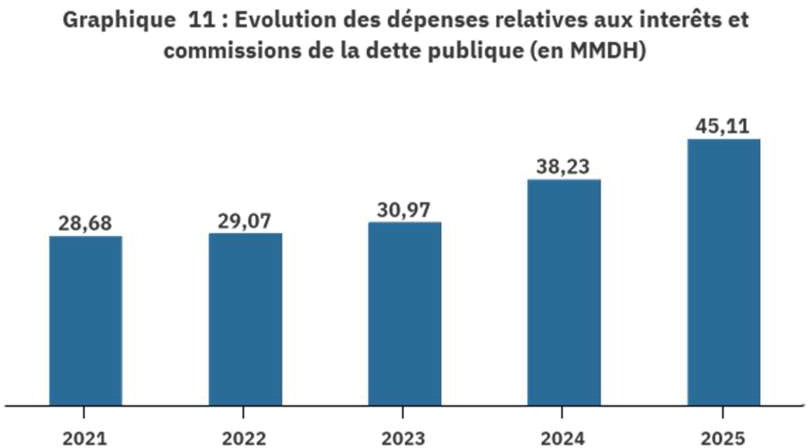 Graphique 11 : Evolution des dépenses relatives aux interêts et
commissions de la dette publique (en MMDH)
45,11
38,23
30,97
29,07
28,68
2021 2022 2023 2024 2025